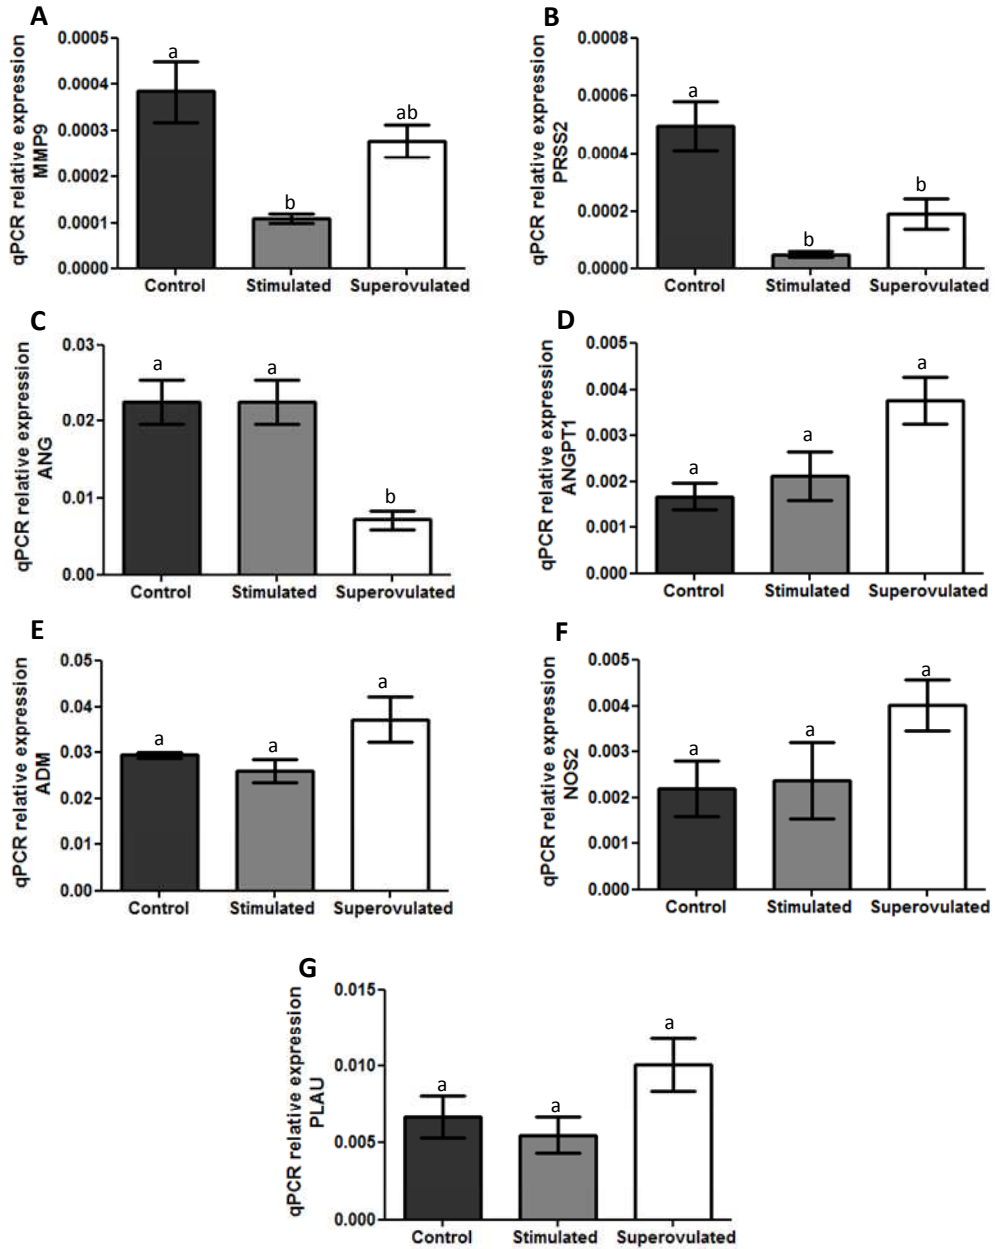 A
qPCR relative expression
MMP9
0.0005
0.0004
0.0003
0.0002
0.0001
0.0000
a
b
ab
Control
Stimulated
Superovulated
B
qPCR relative expression
PRSS2
0.0008
0.0006
0.0004
0.0002
0.0000
a
b
b
Control
Stimulated
Superovulated
C
qPCR relative expression
ANG
0.03
0.02
0.01
0.00
a
a
b
Control
Stimulated
Superovulated
D
qPCR relative expression
ANGPT1
0.005
0.004
0.003
0.002
0.001
0.000
a
a
a
Control
Stimulated
Superovulated
E
qPCR relative expression
ADM
0.05
0.04
0.03
0.02
0.01
0.00
a
a
a
Control
Stimulated
Superovulated
F
qPCR relative expression
NOS2
0.005
0.004
0.003
0.002
0.001
0.000
a
a
a
Control
Stimulated
Superovulated
G
qPCR relative expression
PLAU
0.015
0.010
0.005
0.000
a
a
a
Control
Stimulated
Superovulated